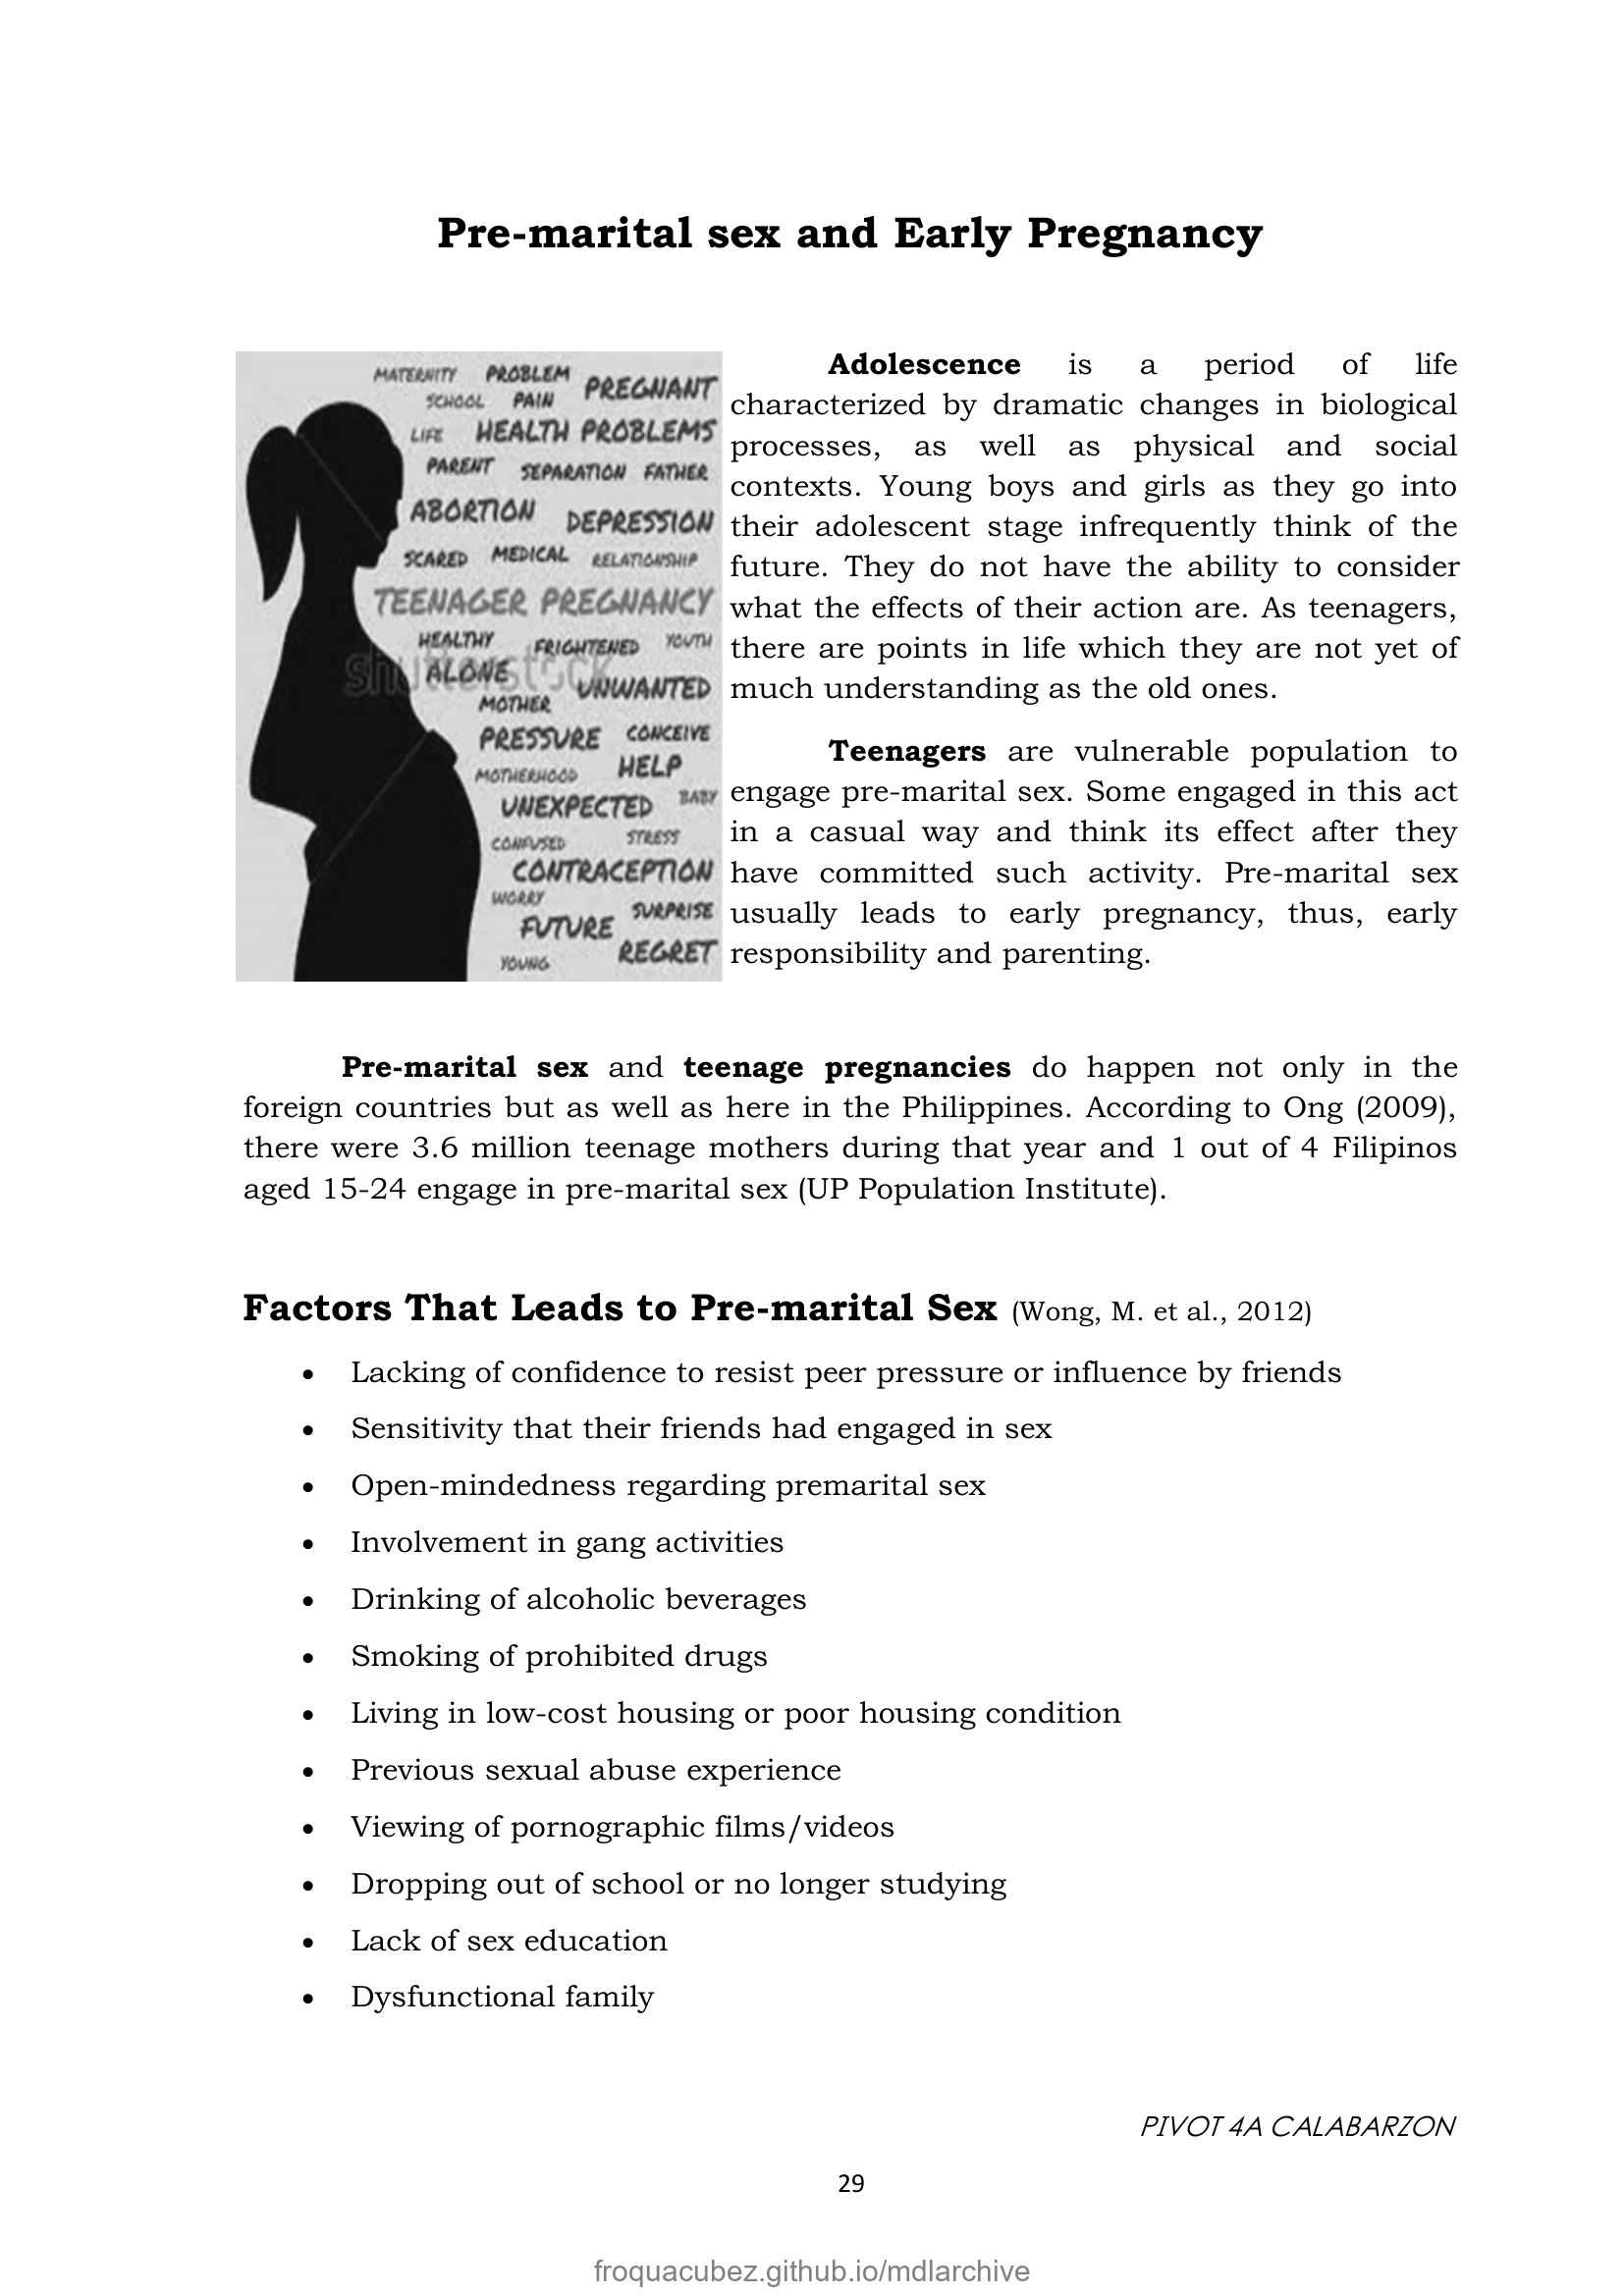 Pre-marital sex and Early Pregnancy
MATERNITY PROBLEM PREGNANT
SCHOOL PAIN
LIFE HEALTH PROBLEMS
PARENT SEPARATION FATHER
ABORTION DEPRESSION
SCARED MEDICAL RELATIONSHIP
TEENAGER PREGNANCY
HEALTHY FRIGHTENED YOUTH
shutterstock
ALONE UNWANTED
MOTHER
PRESSURE CONCEIVE
MOTHERHOOD HELP
UNEXPECTED BABY
CONFUSED STRESS
CONTRACEPTION
WORRY SURPRISE
FUTURE
YOUNG REGRET
Adolescence is a period of life
characterized by dramatic changes in biological
processes, as well as physical and social
contexts. Young boys and girls as they go into
their adolescent stage infrequently think of the
future. They do not have the ability to consider
what the effects of their action are. As teenagers,
there are points in life which they are not yet of
much understanding as the old ones.
Teenagers are vulnerable population to
engage pre-marital sex. Some engaged in this act
in a casual way and think its effect after they
have committed such activity. Pre-marital sex
usually leads to early pregnancy, thus, early
responsibility and parenting.
Pre-marital sex and teenage pregnancies do happen not only in the
foreign countries but as well as here in the Philippines. According to Ong (2009),
there were 3.6 million teenage mothers during that year and 1 out of 4 Filipinos
aged 15-24 engage in pre-marital sex (UP Population Institute).
Factors That Leads to Pre-marital Sex (Wong, M. et al., 2012)
• Lacking of confidence to resist peer pressure or influence by friends
• Sensitivity that their friends had engaged in sex
• Open-mindedness regarding premarital sex
• Involvement in gang activities
• Drinking of alcoholic beverages
• Smoking of prohibited drugs
• Living in low-cost housing or poor housing condition
• Previous sexual abuse experience
• Viewing of pornographic films/videos
• Dropping out of school or no longer studying
• Lack of sex education
• Dysfunctional family
PIVOT 4A CALABARZON
29
froquacubez.github.io/mdlarchive